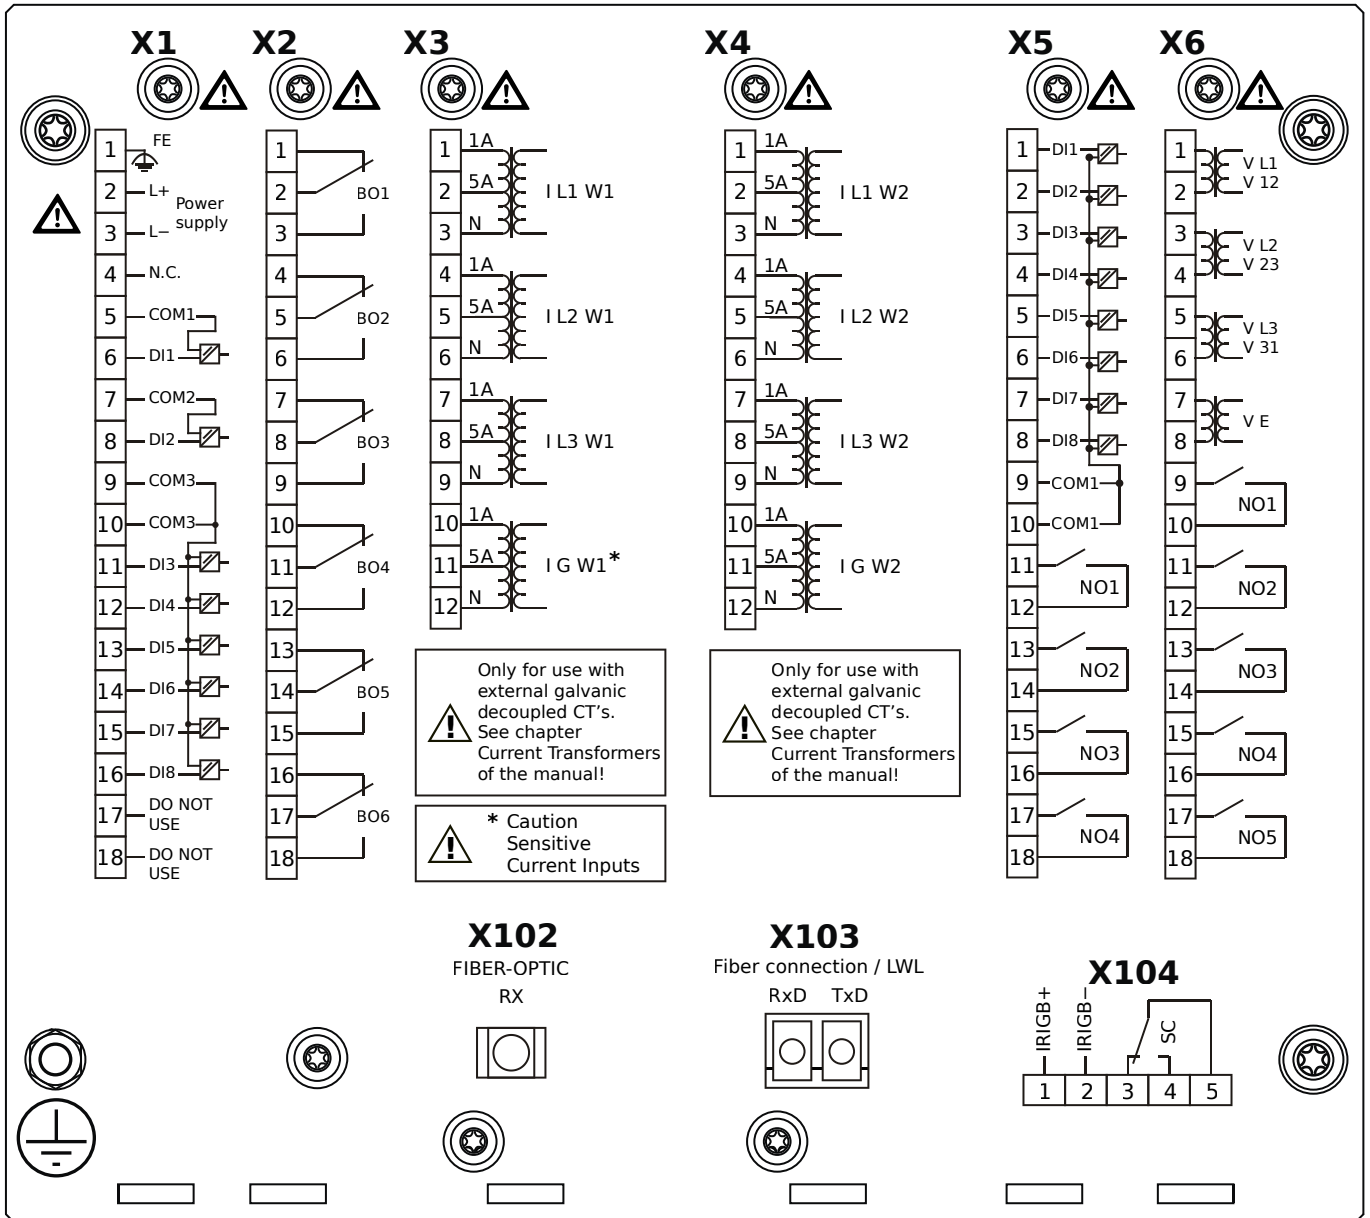 X1
X2
X3
X4
X5
X6
1 FE
2 L+
Power
supply
3 L−
4 N.C.
5 COM1
6 DI1
7 COM2
8 DI2
9 COM3
10 COM3
11 DI3
12 DI4
13 DI5
14 DI6
15 DI7
16 DI8
17 DO NOT
USE
18 DO NOT
USE
1
2 BO1
3
4
5 BO2
6
7
8 BO3
9
10
11 BO4
12
13
14 BO5
15
16
17 BO6
18
1 1A
2 5A I L1 W1
3 N
4 1A
5 5A I L2 W1
6 N
7 1A
8 5A I L3 W1
9 N
10 1A
11 5A I G W1*
12 N
Only for use with
external galvanic
decoupled CT's.
See chapter
Current Transformers
of the manual!
* Caution
Sensitive
Current Inputs
1 1A
2 5A I L1 W2
3 N
4 1A
5 5A I L2 W2
6 N
7 1A
8 5A I L3 W2
9 N
10 1A
11 5A I G W2
12 N
Only for use with
external galvanic
decoupled CT's.
See chapter
Current Transformers
of the manual!
1 DI1
2 DI2
3 DI3
4 DI4
5 DI5
6 DI6
7 DI7
8 DI8
9 COM1
10 COM1
11
NO1
12
13
NO2
14
15
NO3
16
17
NO4
18
1
V L1
V 12
2
3
V L2
V 23
4
5
V L3
V 31
6
7
V E
8
9
NO1
10
11
NO2
12
13
NO3
14
15
NO4
16
17
NO5
18
X102
FIBER-OPTIC
RX
X103
Fiber connection / LWL
RxD TxD
X104
IRIGB+
IRIGB−
SC
1 2 3 4 5